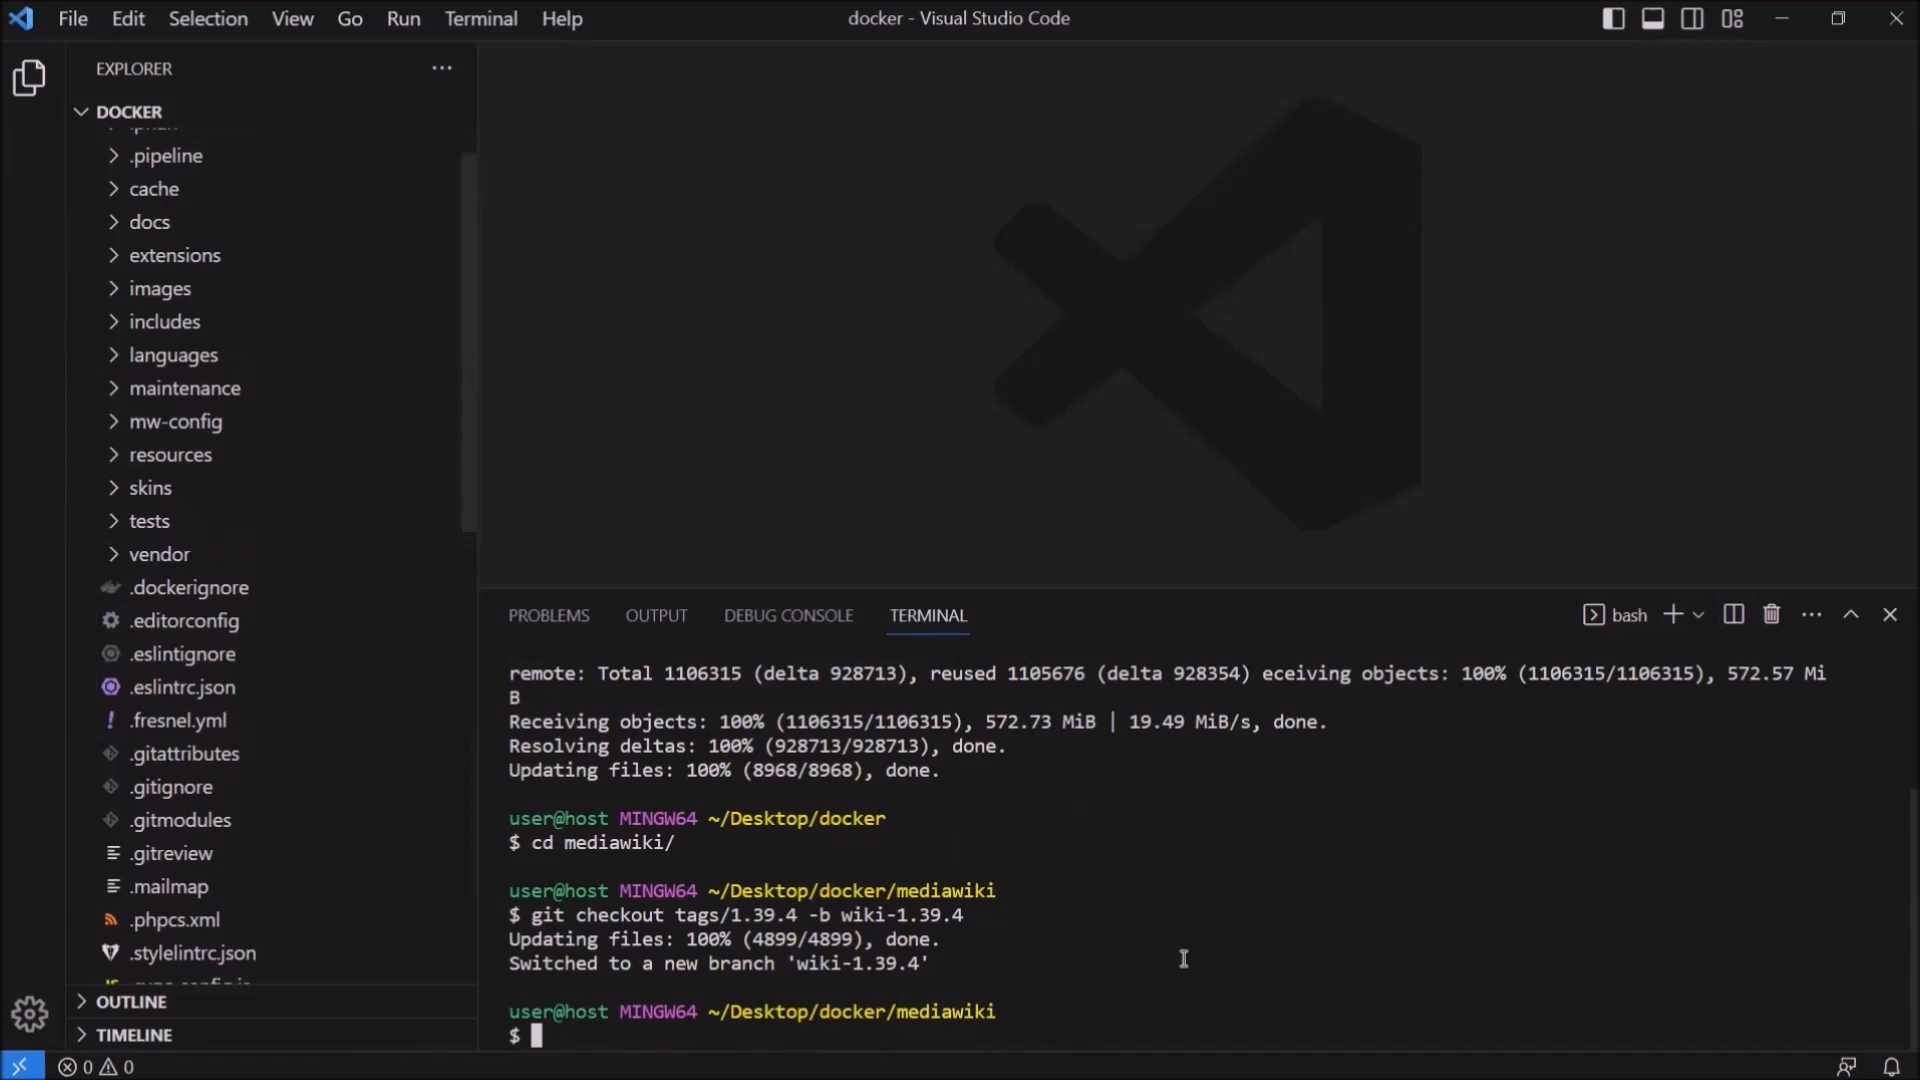 File Edit Selection View Go Run Terminal Help
docker - Visual Studio Code
EXPLORER
DOCKER
.pipeline
cache
docs
extensions
images
includes
languages
maintenance
mw-config
resources
skins
tests
vendor
.dockerignore
.editorconfig
.eslintignore
.eslintrc.json
.fresnel.yml
.gitattributes
.gitignore
.gitmodules
.gitreview
.mailmap
.phpcs.xml
.stylelintrc.json
OUTLINE
TIMELINE
PROBLEMS OUTPUT DEBUG CONSOLE TERMINAL
bash
remote: Total 1106315 (delta 928713), reused 1105676 (delta 928354) eceiving objects: 100% (1106315/1106315), 572.57 Mi
B
Receiving objects: 100% (1106315/1106315), 572.73 MiB | 19.49 MiB/s, done.
Resolving deltas: 100% (928713/928713), done.
Updating files: 100% (8968/8968), done.
user@host MINGW64 ~/Desktop/docker
$ cd mediawiki/
user@host MINGW64 ~/Desktop/docker/mediawiki
$ git checkout tags/1.39.4 -b wiki-1.39.4
Updating files: 100% (4899/4899), done.
Switched to a new branch 'wiki-1.39.4'
user@host MINGW64 ~/Desktop/docker/mediawiki
$
0 0